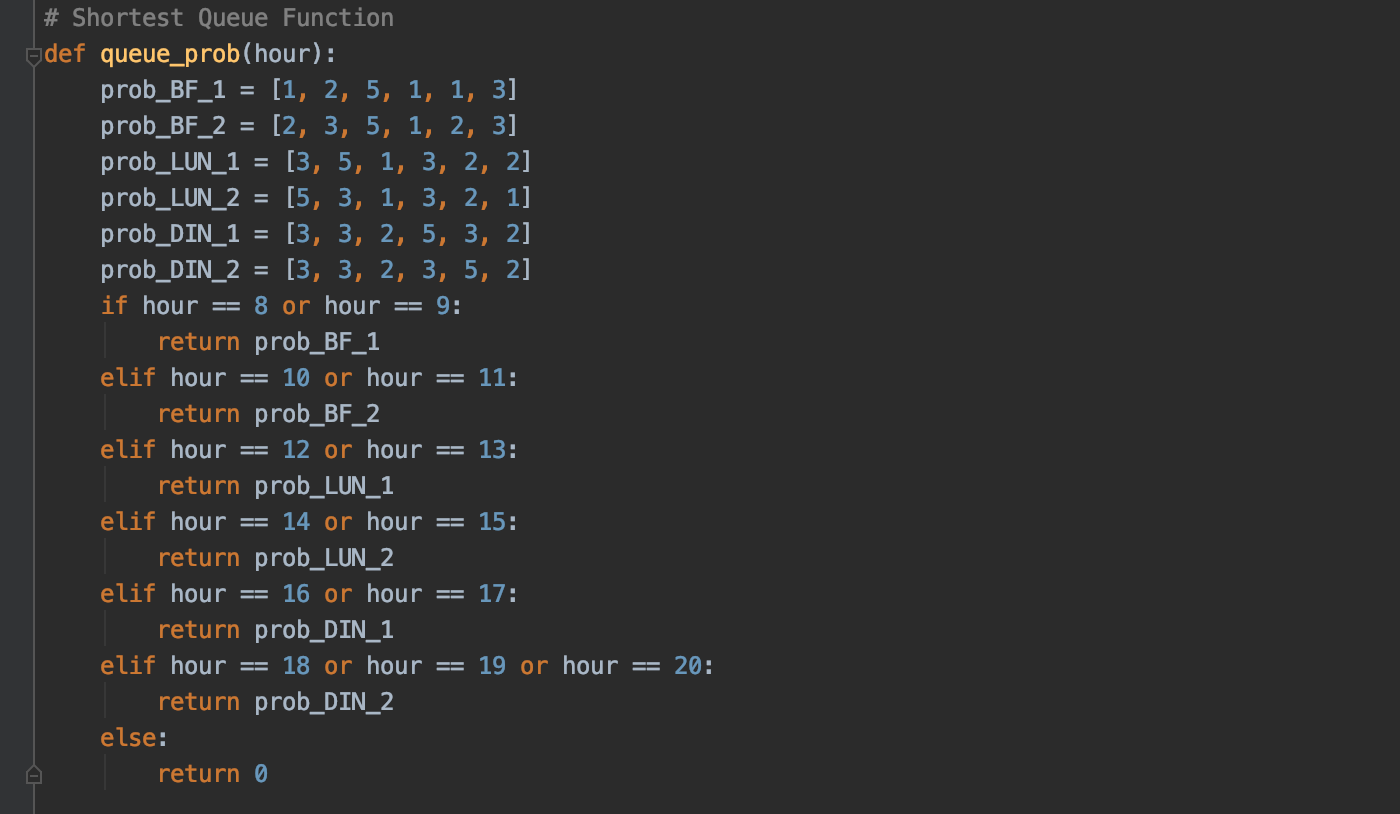 # Shortest Queue Function
def queue_prob(hour):
    prob_BF_1 = [1, 2, 5, 1, 1, 3]
    prob_BF_2 = [2, 3, 5, 1, 2, 3]
    prob_LUN_1 = [3, 5, 1, 3, 2, 2]
    prob_LUN_2 = [5, 3, 1, 3, 2, 1]
    prob_DIN_1 = [3, 3, 2, 5, 3, 2]
    prob_DIN_2 = [3, 3, 2, 3, 5, 2]
    if hour == 8 or hour == 9:
        return prob_BF_1
    elif hour == 10 or hour == 11:
        return prob_BF_2
    elif hour == 12 or hour == 13:
        return prob_LUN_1
    elif hour == 14 or hour == 15:
        return prob_LUN_2
    elif hour == 16 or hour == 17:
        return prob_DIN_1
    elif hour == 18 or hour == 19 or hour == 20:
        return prob_DIN_2
    else:
        return 0